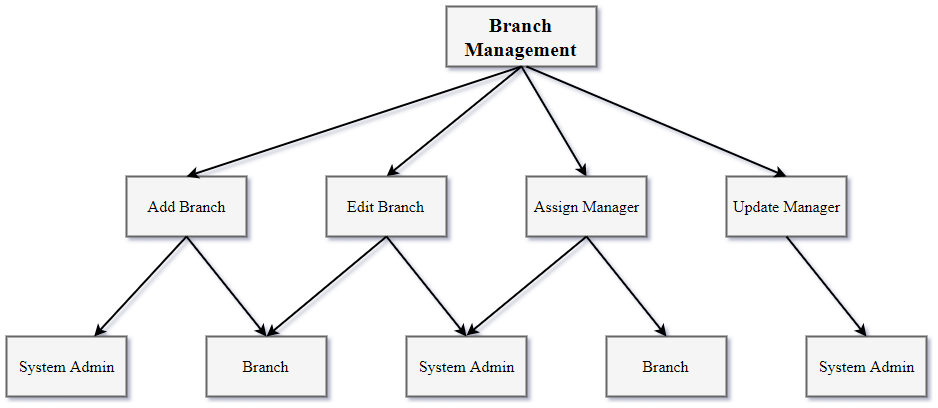 Branch
Management
Add Branch
Edit Branch
Assign Manager
Update Manager
System Admin
Branch
System Admin
Branch
System Admin